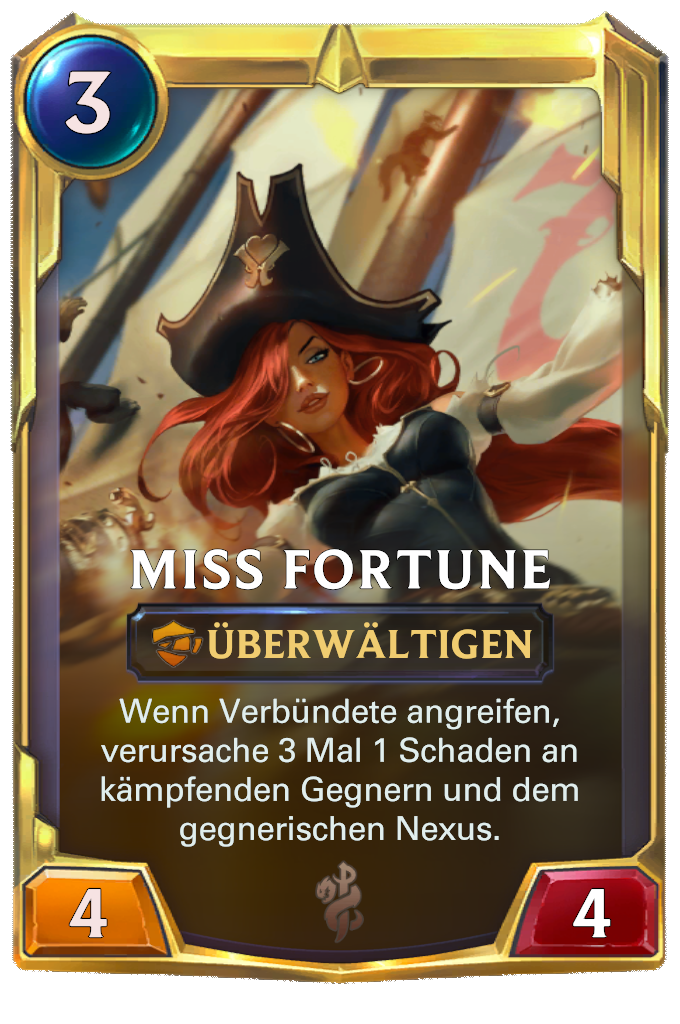 3
MISS FORTUNE
ÜBERWÄLTIGEN
Wenn Verbündete angreifen,
verursache 3 Mal 1 Schaden an
kämpfenden Gegnern und dem
gegnerischen Nexus.
4
4